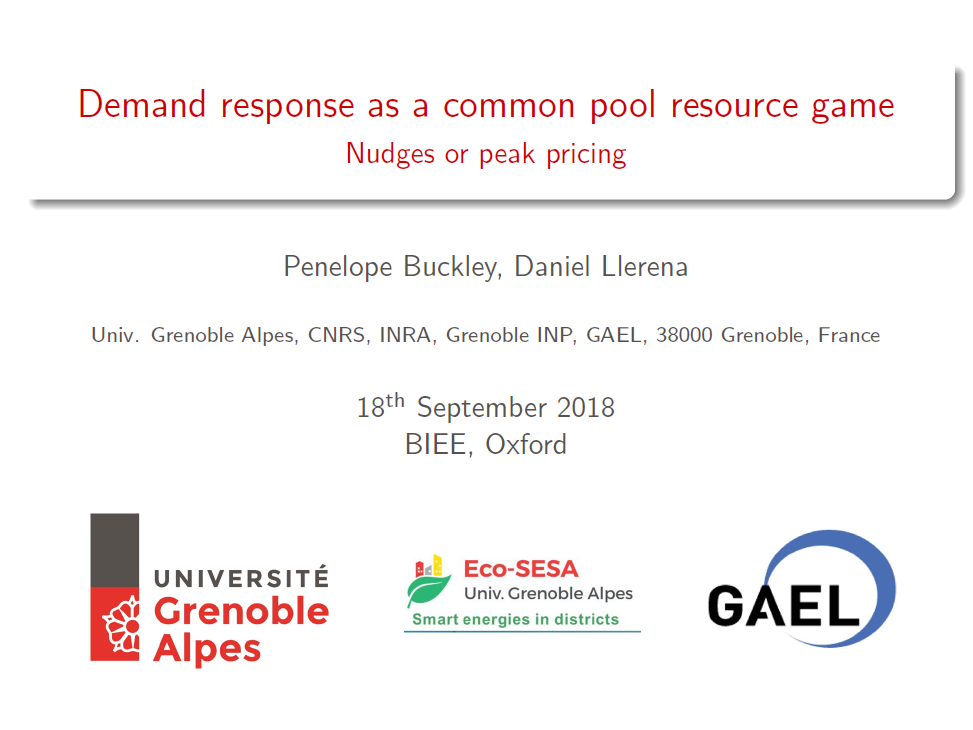 Demand response as a common pool resource game
Nudges or peak pricing
Penelope Buckley, Daniel Llerena
Univ. Grenoble Alpes, CNRS, INRA, Grenoble INP, GAEL, 38000 Grenoble, France
18th September 2018
BIEE, Oxford
UNIVERSITÉ
Grenoble
Alpes
Eco-SESA
Univ. Grenoble Alpes
Smart energies in districts
GAEL